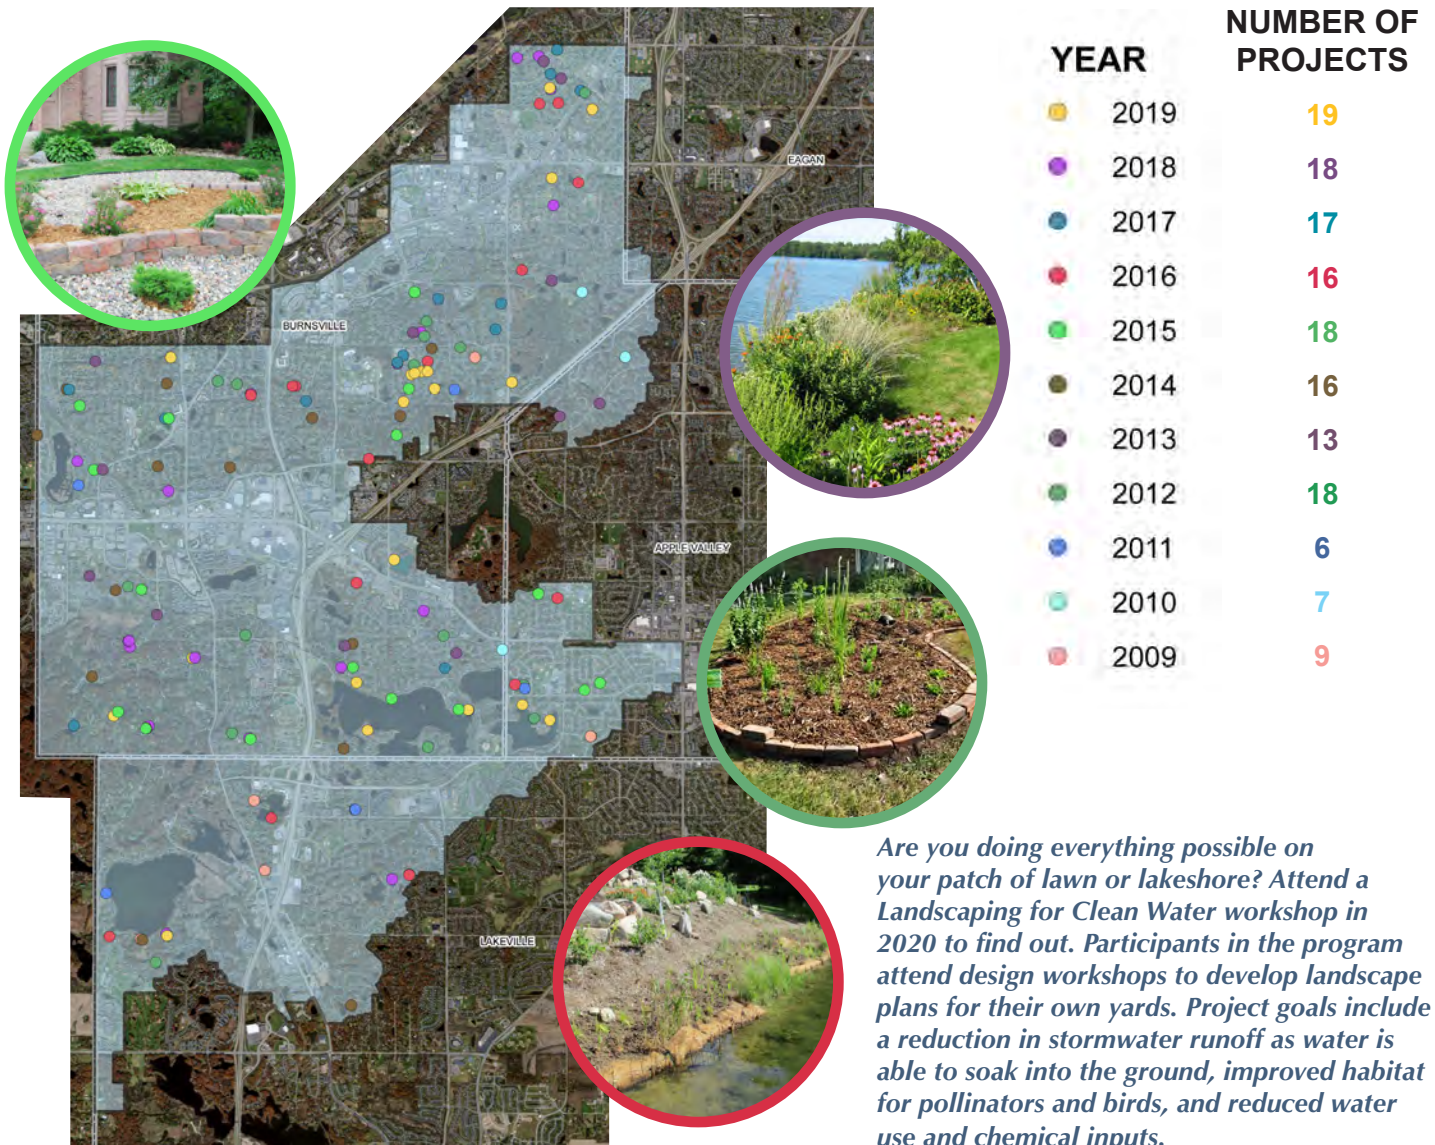 NUMBER OF
PROJECTS
YEAR
2019 19
2018 18
2017 17
2016 16
2015 18
2014 16
2013 13
2012 18
2011 6
2010 7
2009 9
EAGAN
BURNSVILLE
APPLE VALLEY
LAKEVILLE
Are you doing everything possible on
your patch of lawn or lakeshore? Attend a
Landscaping for Clean Water workshop in
2020 to find out. Participants in the program
attend design workshops to develop landscape
plans for their own yards. Project goals include
a reduction in stormwater runoff as water is
able to soak into the ground, improved habitat
for pollinators and birds, and reduced water
use and chemical inputs.